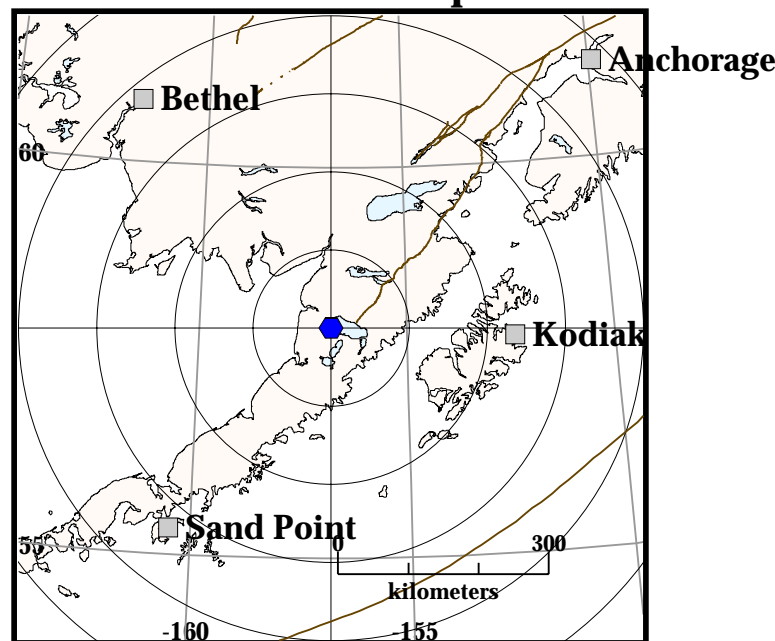 Anchorage
Bethel
60
Kodiak
Sand Point
55
0 300
kilometers
-160 -155